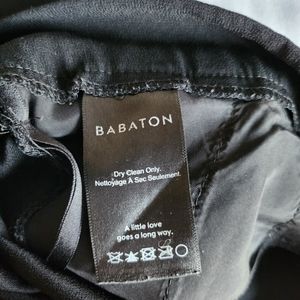 BABATON
Dry Clean Only.
Nettoyage À Sec Seulement.
A little love
goes a long way.